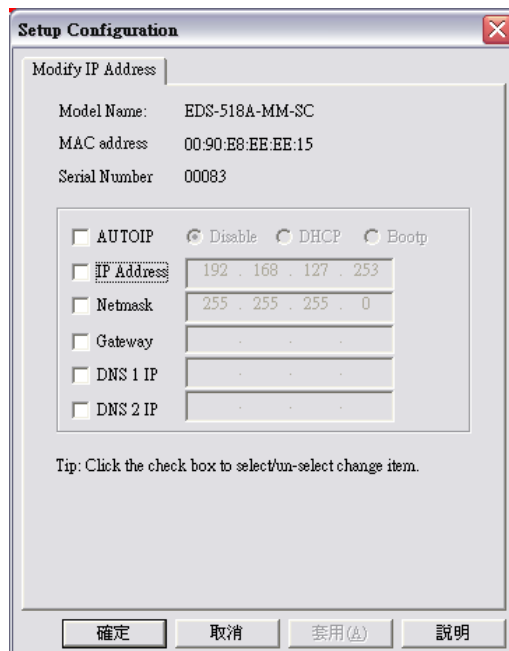 Setup Configuration
Modify IP Address
Model Name: EDS-518A-MM-SC
MAC address 00:90:E8:EE:EE:15
Serial Number 00083
AUTOIP Disable DHCP Bootp
IP Address 192 . 168 . 127 . 253
Netmask 255 . 255 . 255 . 0
Gateway . . .
DNS 1 IP . . .
DNS 2 IP . . .
Tip: Click the check box to select/un-select change item.
確定 取消 套用(A) 說明